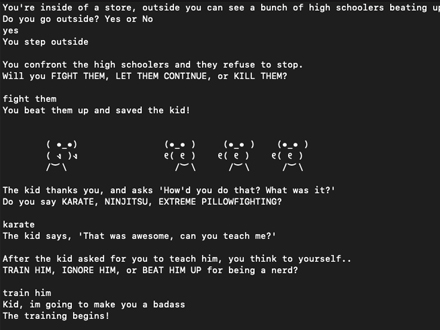 You're inside of a store, outside you can see a bunch of high schoolers beating up
Do you go outside? Yes or No
yes
You step outside
You confront the high schoolers and they refuse to stop.
Will you FIGHT THEM, LET THEM CONTINUE, or KILL THEM?
fight them
You beat them up and saved the kid!
The kid thanks you, and asks 'How'd you do that? What was it?'
Do you say KARATE, NINJITSU, EXTREME PILLOWFIGHTING?
karate
The kid says, 'That was awesome, can you teach me?'
After the kid asked for you to teach him, you think to yourself..
TRAIN HIM, IGNORE HIM, or BEAT HIM UP for being a nerd?
train him
Kid, im going to make you a badass
The training begins!